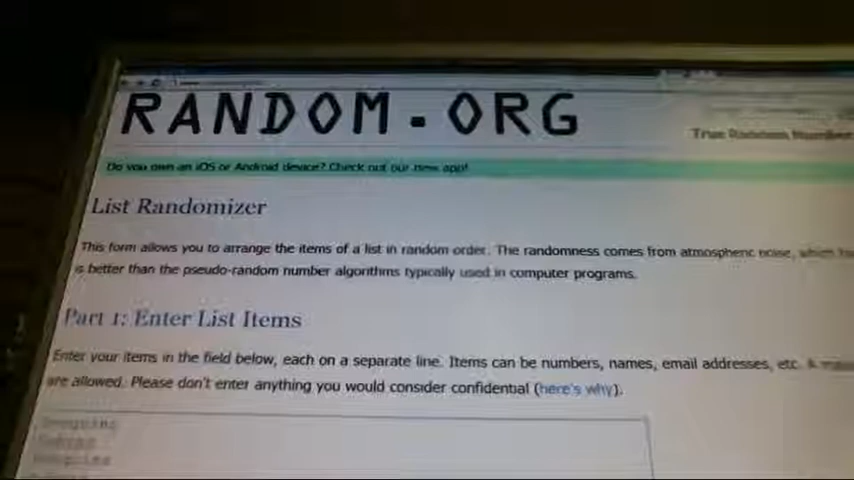 RANDOM.ORG
True Random Number
Do you own an iOS or Android device? Check out our new app!
List Randomizer
This form allows you to arrange the items of a list in random order. The randomness comes from atmospheric noise, which
is better than the pseudo-random number algorithms typically used in computer programs.
Part 1: Enter List Items
Enter your items in the field below, each on a separate line. Items can be numbers, names, email addresses, etc. A
are allowed. Please don't enter anything you would consider confidential (here's why).